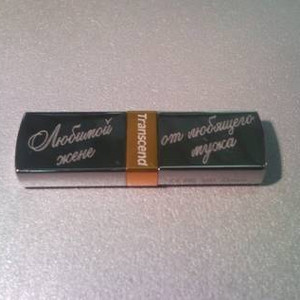 Любимой
жене
Transcend
от любящего
мужа